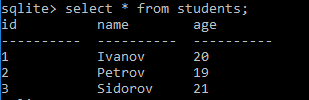 sqlite> select * from students;
id          name        age
----------  ----------  ----------
1           Ivanov      20
2           Petrov      19
3           Sidorov     21